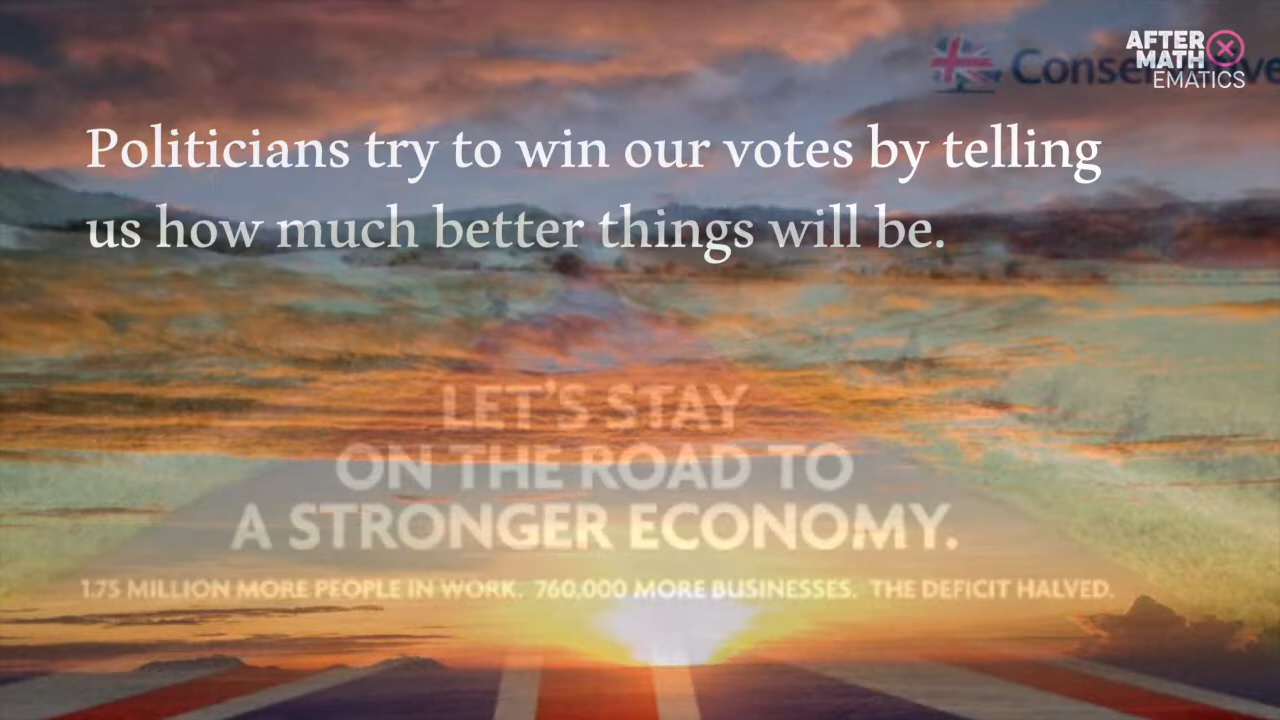 AFTER
MATH
EMATICS
Politicians try to win our votes by telling
us how much better things will be.
LET'S STAY
ON THE ROAD TO
A STRONGER ECONOMY.
1.75 MILLION MORE PEOPLE IN WORK. 760,000 MORE BUSINESSES. THE DEFICIT HALVED.